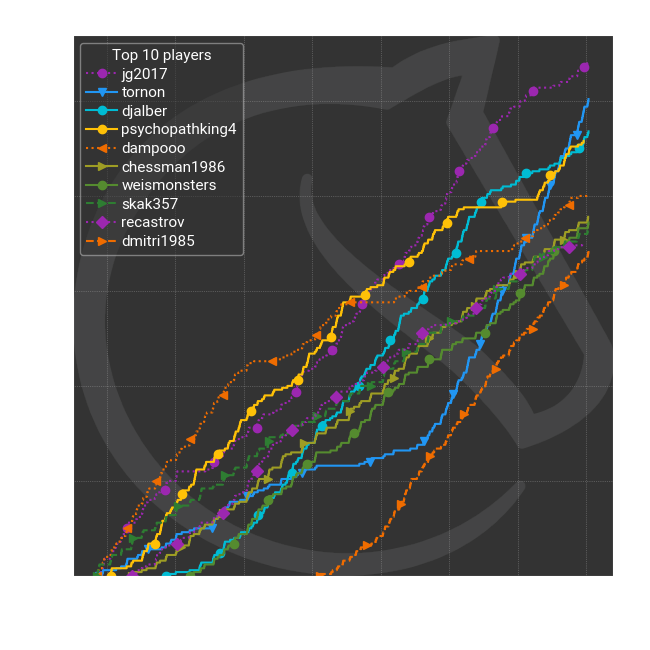 Top 10 players
jg2017
tornon
djalber
psychopathking4
dampooo
chessman1986
weismonsters
skak357
recastrov
dmitri1985